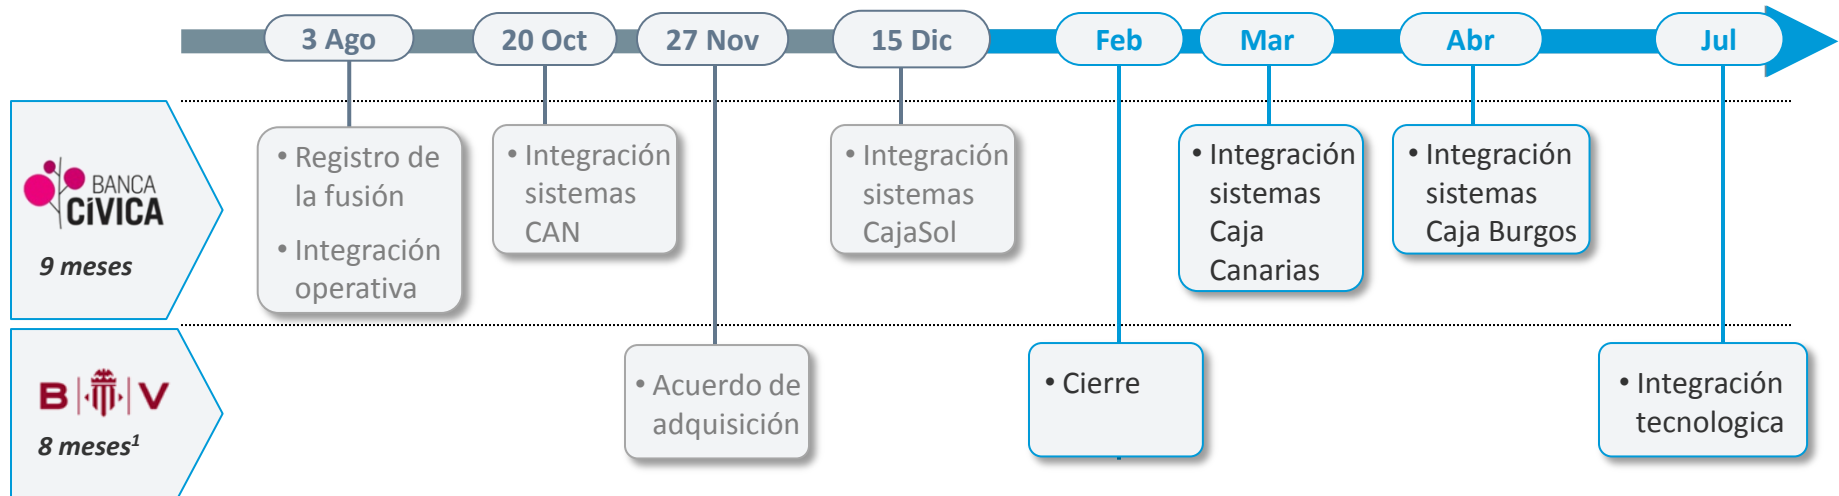 3 Ago
20 Oct
27 Nov
15 Dic
Feb
Mar
Abr
Jul
BANCA
CÍVICA
9 meses
• Registro de
la fusión
• Integración
operativa
• Integración
sistemas
CAN
• Integración
sistemas
CajaSol
• Integración
sistemas
Caja
Canarias
• Integración
sistemas
Caja Burgos
B V
8 meses1
• Acuerdo de
adquisición
• Cierre
• Integración
tecnologica